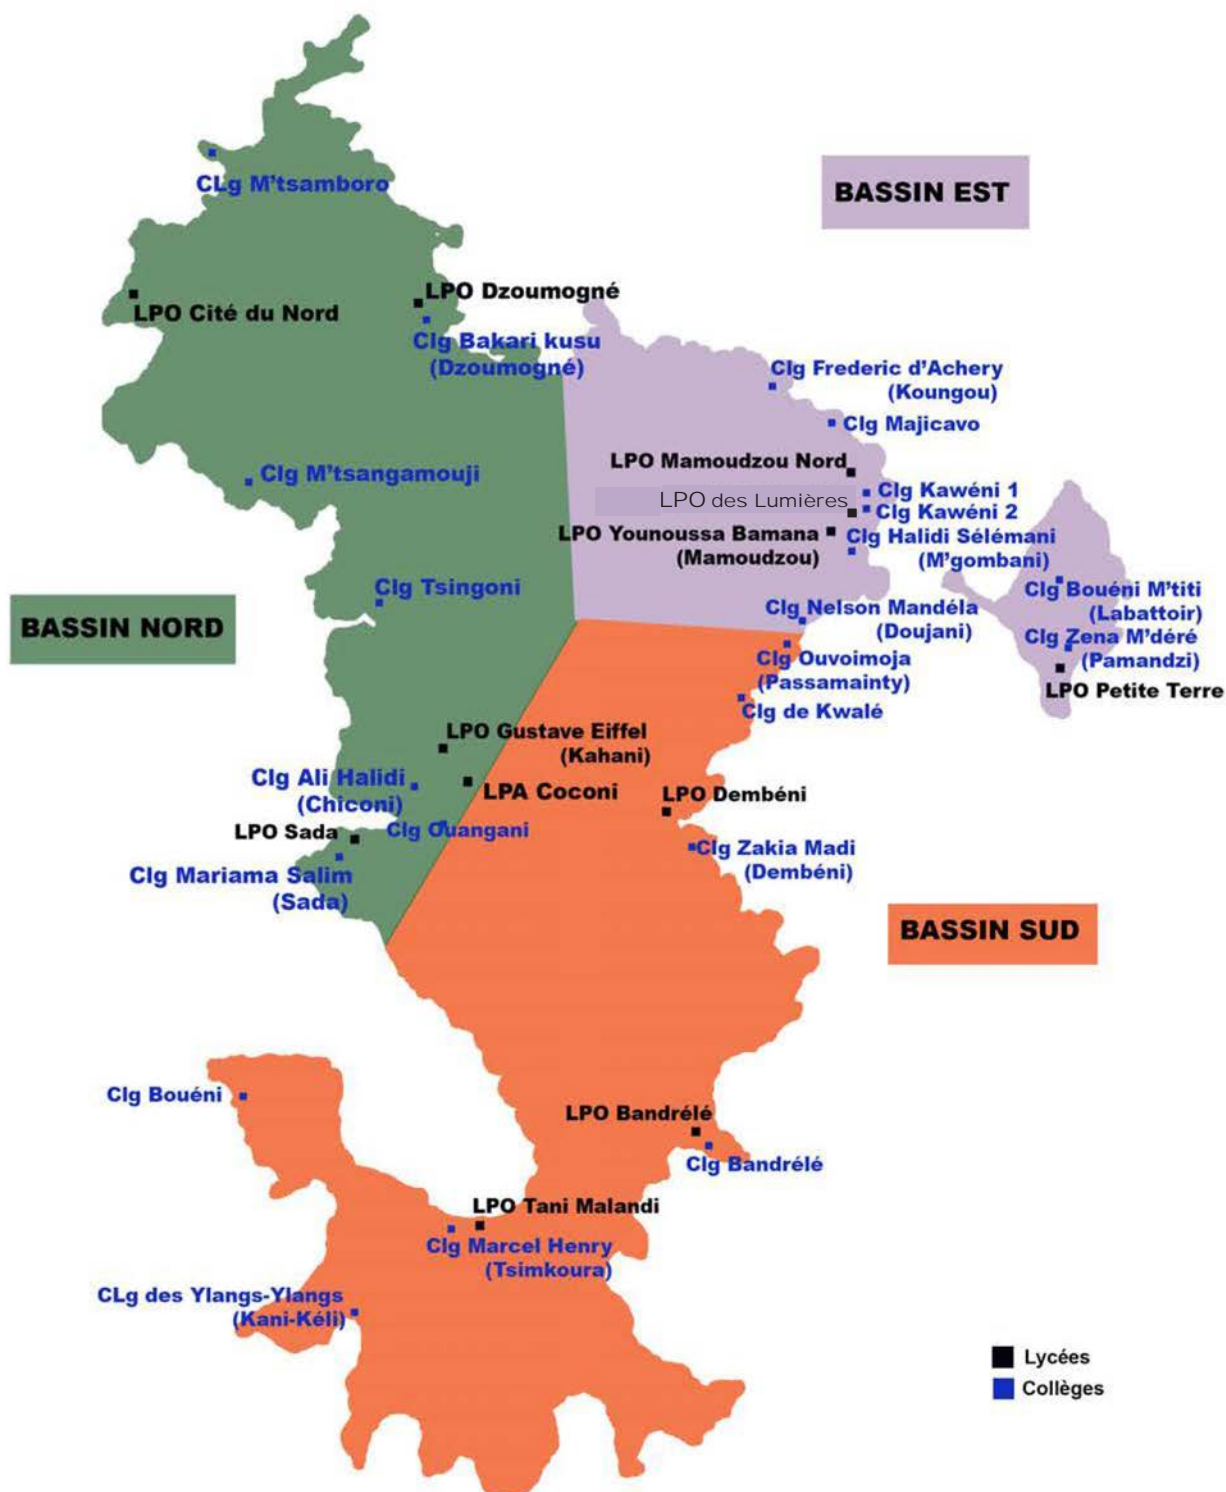 CLg M'tsamboro
BASSIN EST
LPO Dzoumogné
LPO Cité du Nord
Clg Bakari kusu
(Dzoumogné)
Clg Frederic d'Achery
(Koungou)
Clg Majicavo
LPO Mamoudzou Nord
Clg M'tsangamouji
LPO des Lumières
Clg Kawéni 1
Clg Kawéni 2
LPO Younoussa Bamana
(Mamoudzou)
Clg Halidi Sélémani
(M'gombani)
Clg Tsingoni
Clg Bouéni M'titi
(Labattoir)
BASSIN NORD
Clg Nelson Mandéla
(Doujani)
Clg Zena M'déré
(Pamandzi)
Clg Ouvoimoja
(Passamainty)
LPO Petite Terre
Clg de Kwalé
LPO Gustave Eiffel
(Kahani)
Clg Ali Halidi
(Chiconi)
LPA Coconi
LPO Dembéni
LPO Sada
Clg Ouangani
Clg Zakia Madi
(Dembéni)
Clg Mariama Salim
(Sada)
BASSIN SUD
Clg Bouéni
LPO Bandrélé
Clg Bandrélé
LPO Tani Malandi
Clg Marcel Henry
(Tsimkoura)
CLg des Ylangs-Ylangs
(Kani-Kéli)
Lycées
Collèges